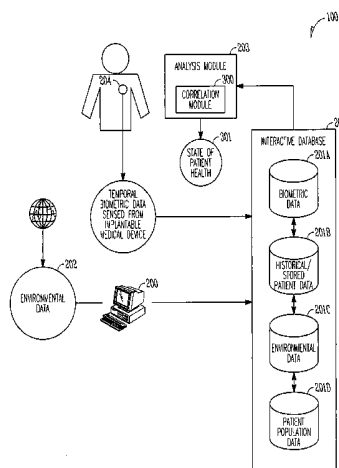 100
203
ANALYSIS MODULE
300
CORRELATION
MODULE
204
301
STATE OF
PATIENT
HEALTH
INTERACTIVE DATABASE
201A
BIOMETRIC
DATA
TEMPORAL
BIOMETRIC DATA
SENSED FROM
IMPLANTABLE
MEDICAL DEVICE
201B
HISTORICAL/
STORED
PATIENT DATA
202
200
ENVIRONMENTAL
DATA
201C
ENVIRONMENTAL
DATA
201D
PATIENT
POPULATION
DATA